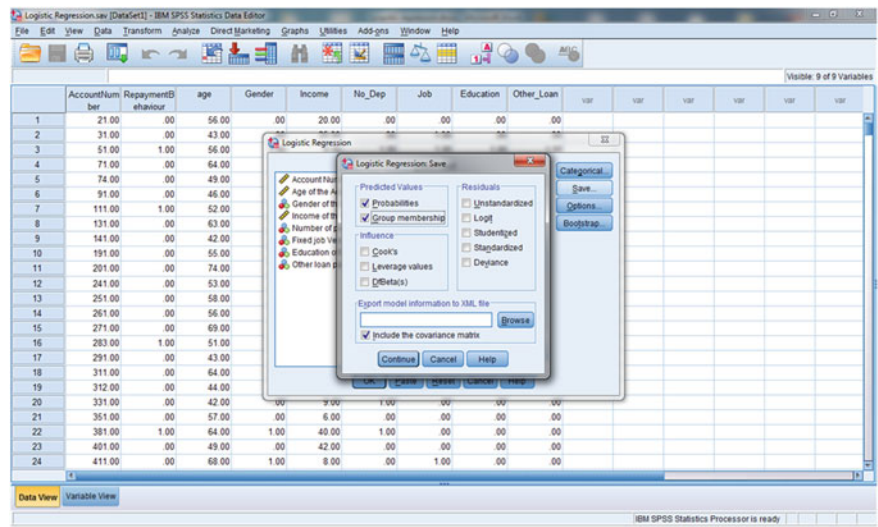 Logistic Regression.sav [DataSet1] - IBM SPSS Statistics Data Editor
File Edit View Data Transform Analyze Direct Marketing Graphs Utilities Add-ons Window Help
Visible: 9 of 9 Variables
AccountNumber RepaymentBehaviour age Gender Income No_Dep Job Education Other_Loan var var var var var var
1 21.00 .00 56.00 .00 20.00 .00 .00 .00 .00
2 31.00 .00 43.00
3 51.00 1.00 56.00
4 71.00 .00 64.00
5 74.00 .00 49.00
6 91.00 .00 46.00
7 111.00 1.00 52.00
8 131.00 .00 63.00
9 141.00 .00 42.00
10 191.00 .00 55.00
11 201.00 .00 74.00
12 241.00 .00 53.00
13 251.00 .00 58.00
14 261.00 .00 56.00
15 271.00 .00 69.00
16 283.00 1.00 51.00
17 291.00 .00 43.00
18 311.00 .00 64.00
19 312.00 .00 44.00
20 331.00 .00 42.00 .00 9.00 1.00 .00 .00 .00
21 351.00 .00 57.00 .00 6.00 .00 .00 .00 .00
22 381.00 1.00 64.00 1.00 40.00 1.00 .00 .00 .00
23 401.00 .00 49.00 .00 42.00 .00 .00 .00 .00
24 411.00 .00 68.00 1.00 8.00 .00 1.00 .00 .00
Logistic Regression
Account Num
Age of the A
Gender of th
Income of th
Number of
Fixed job Ve
Education o
Other loan
Categorical...
Save...
Options...
Bootstrap...
OK Paste Reset Cancel Help
Logistic Regression: Save
Predicted Values
Probabilities
Group membership
Influence
Cook's
Leverage values
DfBeta(s)
Residuals
Unstandardized
Logit
Studentized
Standardized
Deviance
Export model information to XML file
Browse
Include the covariance matrix
Continue Cancel Help
Data View Variable View
IBM SPSS Statistics Processor is ready